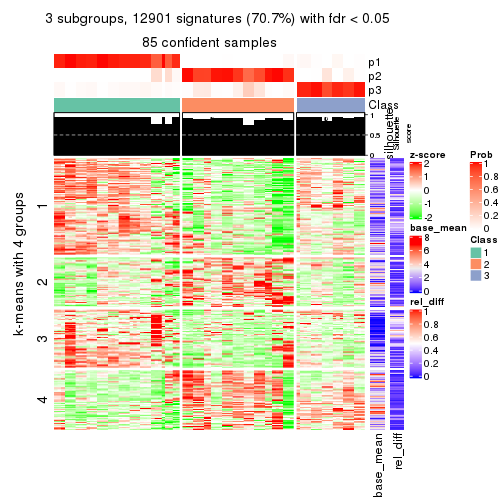 3 subgroups, 12901 signatures (70.7%) with fdr < 0.05
85 confident samples
p1
p2
p3
Class
1
0.5
0
silhouette
Silhouette
score
k-means with 4 groups
1
2
3
4
base_mean
rel_diff
z-score
2
1
0
-1
-2
base_mean
8
6
4
2
0
rel_diff
1
0.8
0.6
0.4
0.2
0
Prob
1
0.8
0.6
0.4
0.2
0
Class
1
2
3